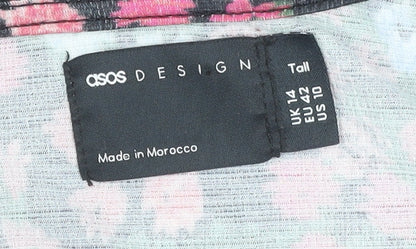 asos DESIGN
Made in Morocco
Tall
UK 14
EU 42
US 10